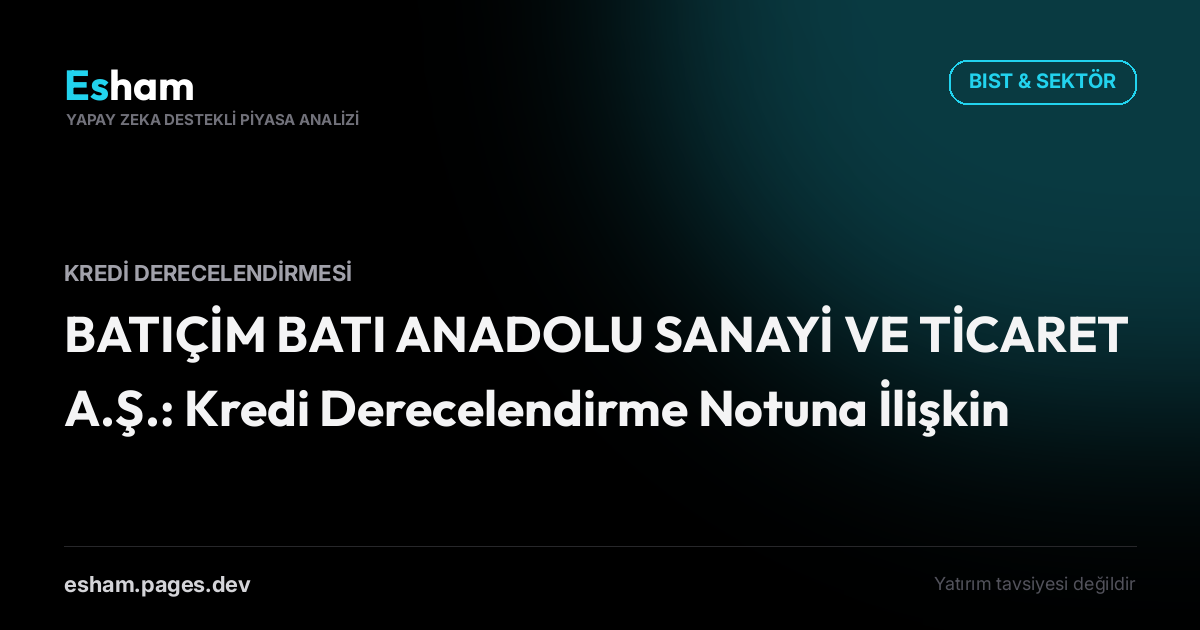 Esham
YAPAY ZEKA DESTEKLİ PİYASA ANALİZİ
BIST & SEKTÖR
KREDİ DERECELENDİRMESİ
BATIÇİM BATI ANADOLU SANAYİ VE TİCARET
A.Ş.: Kredi Derecelendirme Notuna İlişkin
esham.pages.dev
Yatırım tavsiyesi değildir